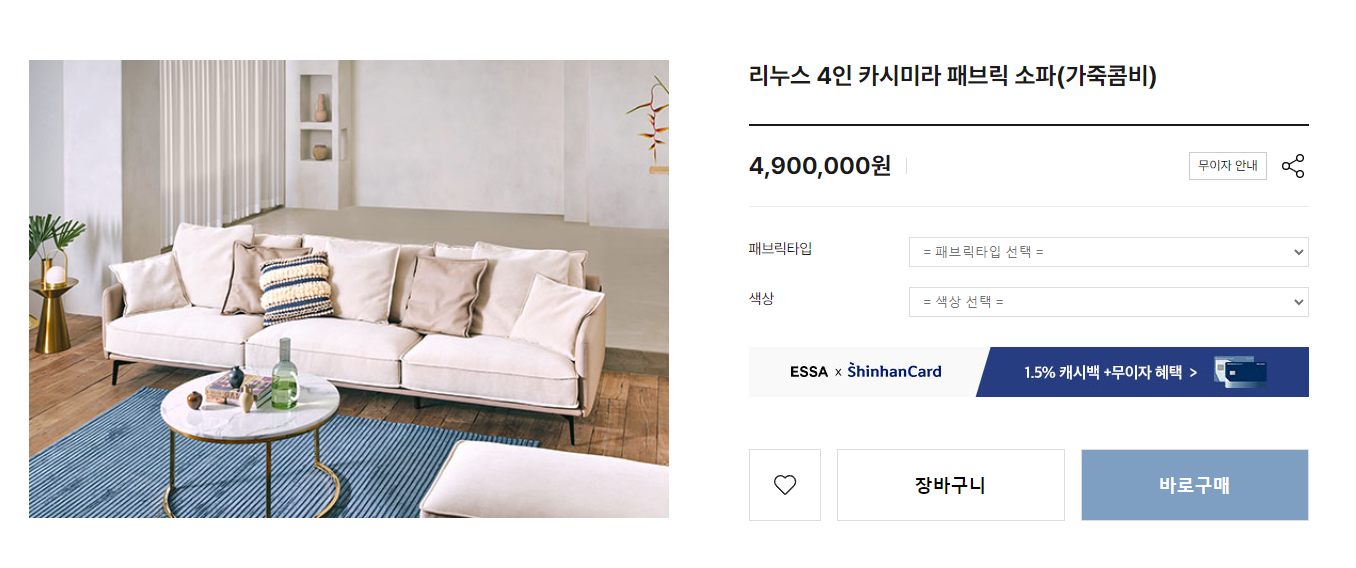 리누스 4인 카시미라 패브릭 소파(가죽콤비)
4,900,000원
무이자 안내
패브릭타입
= 패브릭타입 선택 =
색상
= 색상 선택 =
ESSA x ShinhanCard
1.5% 캐시백 +무이자 혜택 >
장바구니
바로구매